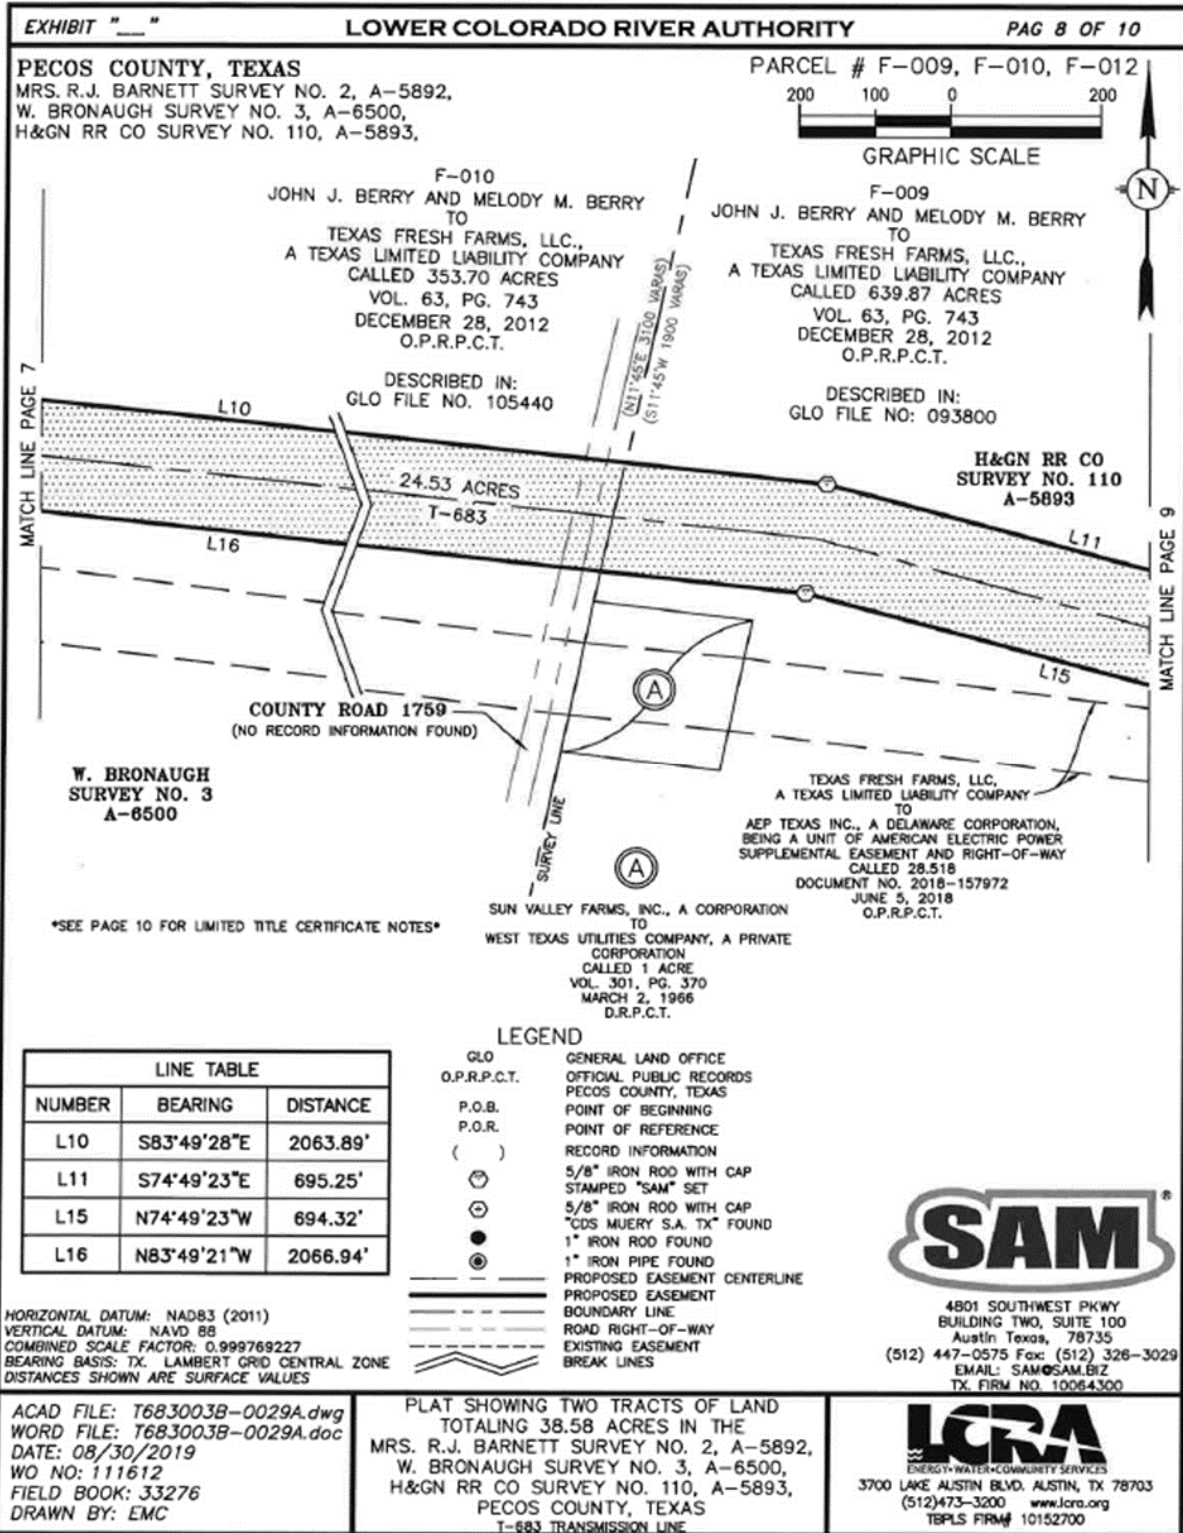 EXHIBIT "__"
LOWER COLORADO RIVER AUTHORITY
PAG 8 OF 10
PECOS COUNTY, TEXAS
MRS. R.J. BARNETT SURVEY NO. 2, A-5892,
W. BRONAUGH SURVEY NO. 3, A-6500,
H&GN RR CO SURVEY NO. 110, A-5893,
PARCEL # F-009, F-010, F-012
200 100 0 200
GRAPHIC SCALE
N
F-010
JOHN J. BERRY AND MELODY M. BERRY
TO
TEXAS FRESH FARMS, LLC.,
A TEXAS LIMITED LIABILITY COMPANY
CALLED 353.70 ACRES
VOL. 63, PG. 743
DECEMBER 28, 2012
O.P.R.P.C.T.
DESCRIBED IN:
GLO FILE NO. 105440
F-009
JOHN J. BERRY AND MELODY M. BERRY
TO
TEXAS FRESH FARMS, LLC.,
A TEXAS LIMITED LIABILITY COMPANY
CALLED 639.87 ACRES
VOL. 63, PG. 743
DECEMBER 28, 2012
O.P.R.P.C.T.
DESCRIBED IN:
GLO FILE NO: 093800
(N11°45'E 3100 VARAS)
(S11°45'W 1900 VARAS)
H&GN RR CO
SURVEY NO. 110
A-5893
MATCH LINE PAGE 7
MATCH LINE PAGE 9
L10
24.53 ACRES
T-683
L16
L11
L15
A
COUNTY ROAD 1759
(NO RECORD INFORMATION FOUND)
W. BRONAUGH
SURVEY NO. 3
A-6500
SURVEY LINE
TEXAS FRESH FARMS, LLC,
A TEXAS LIMITED LIABILITY COMPANY
TO
AEP TEXAS INC., A DELAWARE CORPORATION,
BEING A UNIT OF AMERICAN ELECTRIC POWER
SUPPLEMENTAL EASEMENT AND RIGHT-OF-WAY
CALLED 28.518
DOCUMENT NO. 2018-157972
JUNE 5, 2018
O.P.R.P.C.T.
A
SUN VALLEY FARMS, INC., A CORPORATION
TO
WEST TEXAS UTILITIES COMPANY, A PRIVATE
CORPORATION
CALLED 1 ACRE
VOL. 301, PG. 370
MARCH 2, 1966
D.R.P.C.T.
*SEE PAGE 10 FOR LIMITED TITLE CERTIFICATE NOTES*
LINE TABLE
NUMBER BEARING DISTANCE
L10 S83°49'28"E 2063.89'
L11 S74°49'23"E 695.25'
L15 N74°49'23"W 694.32'
L16 N83°49'21"W 2066.94'
LEGEND
GLO GENERAL LAND OFFICE
O.P.R.P.C.T. OFFICIAL PUBLIC RECORDS
PECOS COUNTY, TEXAS
P.O.B. POINT OF BEGINNING
P.O.R. POINT OF REFERENCE
( ) RECORD INFORMATION
5/8" IRON ROD WITH CAP
STAMPED "SAM" SET
5/8" IRON ROD WITH CAP
"CDS MUERY S.A. TX" FOUND
1" IRON ROD FOUND
1" IRON PIPE FOUND
PROPOSED EASEMENT CENTERLINE
PROPOSED EASEMENT
BOUNDARY LINE
ROAD RIGHT-OF-WAY
EXISTING EASEMENT
BREAK LINES
SAM®
4801 SOUTHWEST PKWY
BUILDING TWO, SUITE 100
Austin Texas, 78735
(512) 447-0575 Fax: (512) 326-3029
EMAIL: SAM@SAM.BIZ
TX. FIRM NO. 10064300
HORIZONTAL DATUM: NAD83 (2011)
VERTICAL DATUM: NAVD 88
COMBINED SCALE FACTOR: 0.999769227
BEARING BASIS: TX. LAMBERT GRID CENTRAL ZONE
DISTANCES SHOWN ARE SURFACE VALUES
ACAD FILE: T683003B-0029A.dwg
WORD FILE: T683003B-0029A.doc
DATE: 08/30/2019
WO NO: 111612
FIELD BOOK: 33276
DRAWN BY: EMC
PLAT SHOWING TWO TRACTS OF LAND
TOTALING 38.58 ACRES IN THE
MRS. R.J. BARNETT SURVEY NO. 2, A-5892,
W. BRONAUGH SURVEY NO. 3, A-6500,
H&GN RR CO SURVEY NO. 110, A-5893,
PECOS COUNTY, TEXAS
T-683 TRANSMISSION LINE
LCRA
ENERGY•WATER•COMMUNITY SERVICES
3700 LAKE AUSTIN BLVD. AUSTIN, TX 78703
(512)473-3200 www.lcra.org
TBPLS FIRM# 10152700